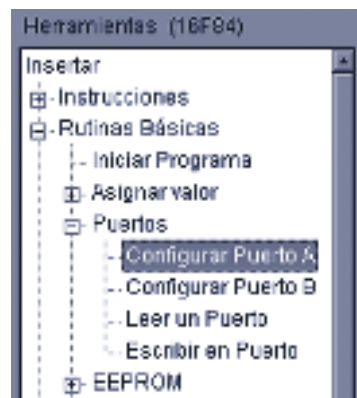 Herramientas (16F84)
Insertar
Instrucciones
Rutinas Básicas
Iniciar Programa
Asignar valor
Puertos
Configurar Puerto A
Configurar Puerto B
Leer un Puerto
Escribir en Puerto
EEPROM